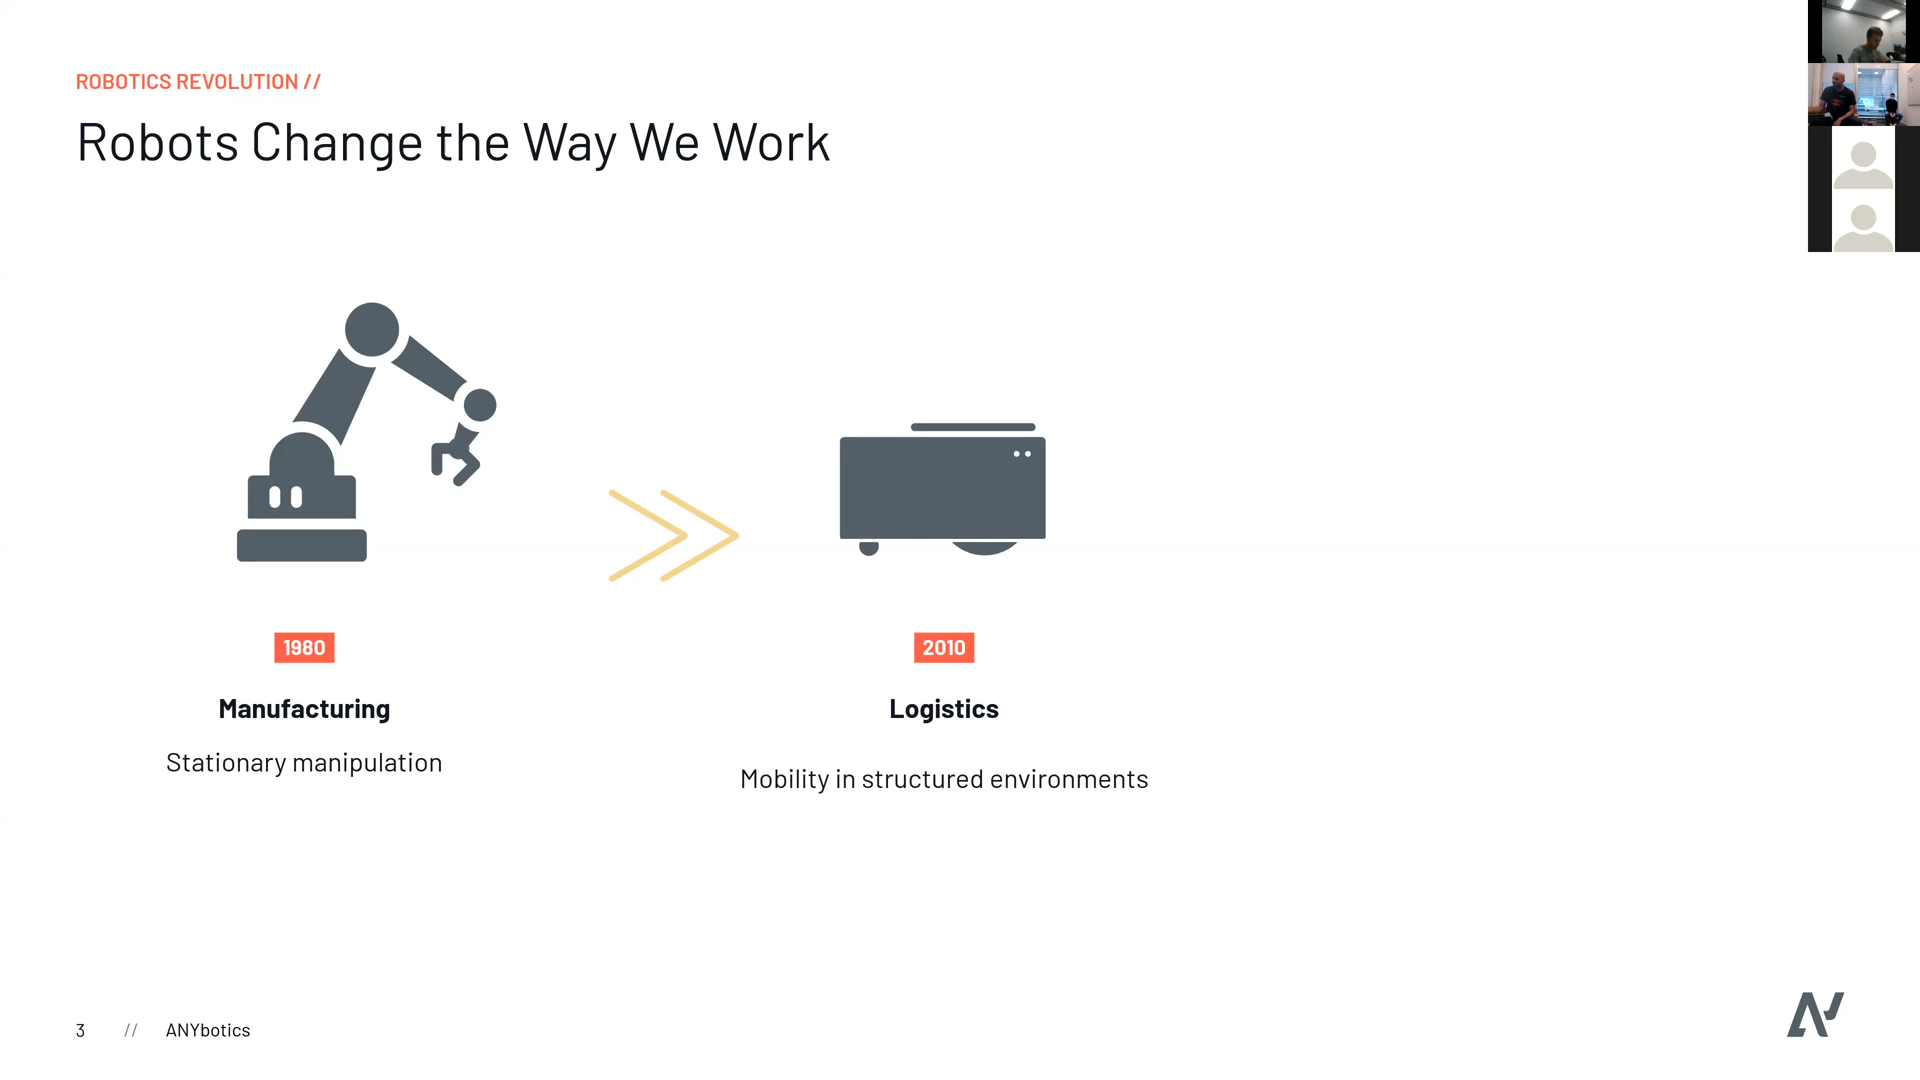 ROBOTICS REVOLUTION //
Robots Change the Way We Work
1980
Manufacturing
Stationary manipulation
2010
Logistics
Mobility in structured environments
3 // ANYbotics